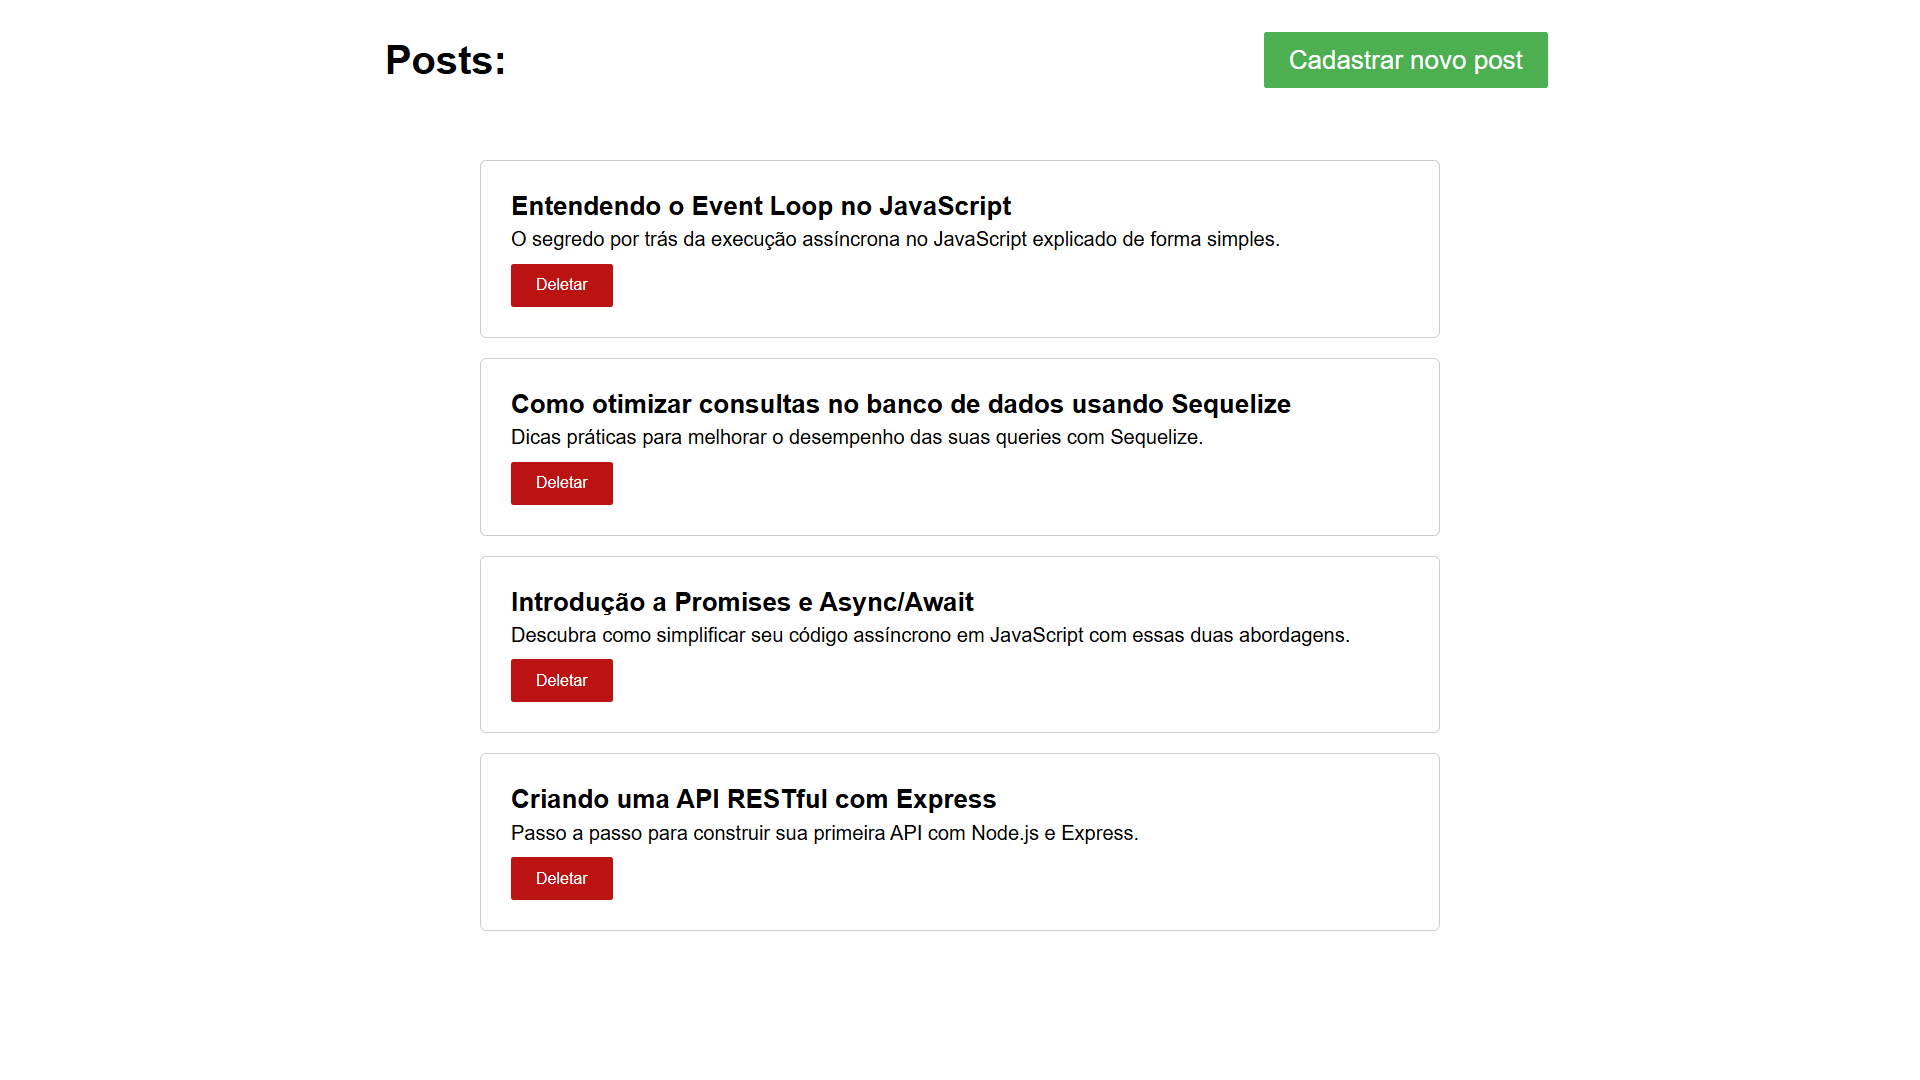 Posts:
Cadastrar novo post
Entendendo o Event Loop no JavaScript
O segredo por trás da execução assíncrona no JavaScript explicado de forma simples.
Deletar
Como otimizar consultas no banco de dados usando Sequelize
Dicas práticas para melhorar o desempenho das suas queries com Sequelize.
Deletar
Introdução a Promises e Async/Await
Descubra como simplificar seu código assíncrono em JavaScript com essas duas abordagens.
Deletar
Criando uma API RESTful com Express
Passo a passo para construir sua primeira API com Node.js e Express.
Deletar